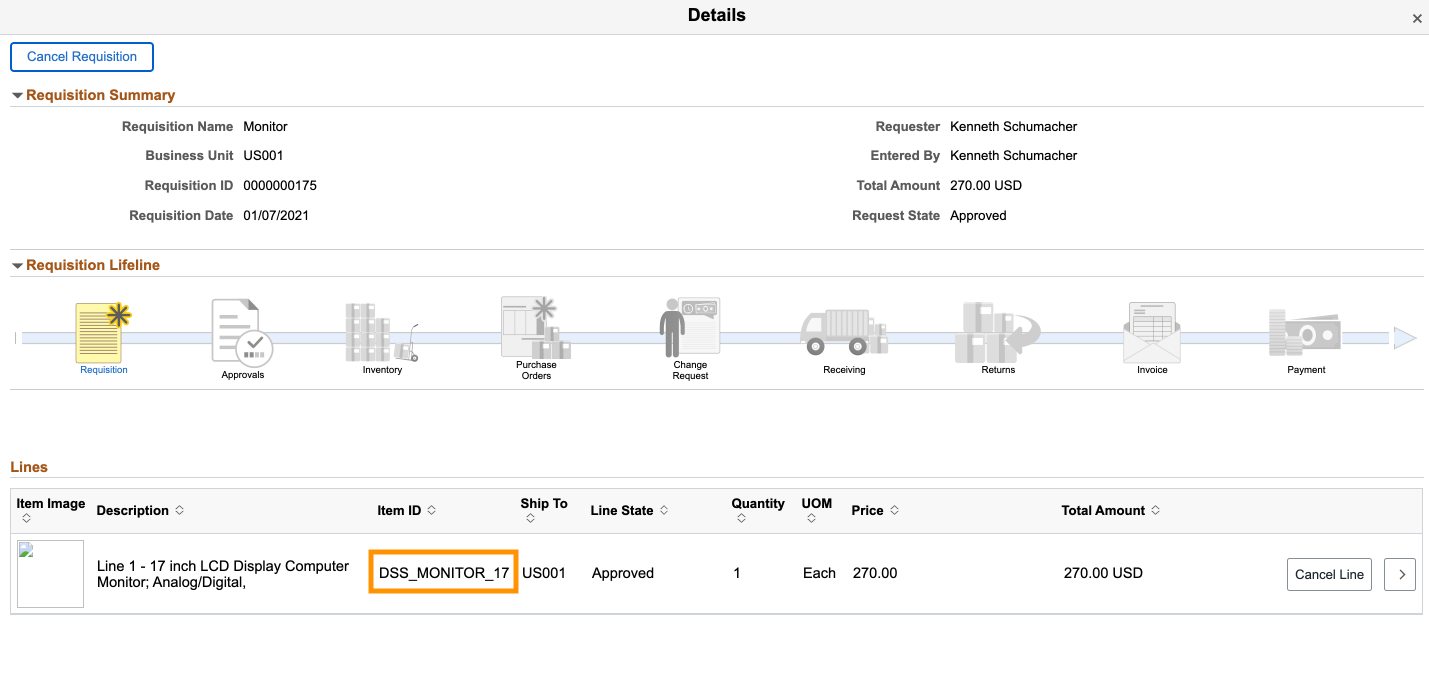 Details
×
Cancel Requisition
Requisition Summary
Requisition Name Monitor
Requester Kenneth Schumacher
Business Unit US001
Entered By Kenneth Schumacher
Requisition ID 0000000175
Total Amount 270.00 USD
Requisition Date 01/07/2021
Request State Approved
Requisition Lifeline
Requisition
Approvals
Inventory
Purchase
Orders
Change
Request
Receiving
Returns
Invoice
Payment
Lines
Item Image Description Item ID Ship To Line State Quantity UOM Price Total Amount
Line 1 - 17 inch LCD Display Computer
Monitor; Analog/Digital,
DSS_MONITOR_17 US001 Approved 1 Each 270.00 270.00 USD Cancel Line